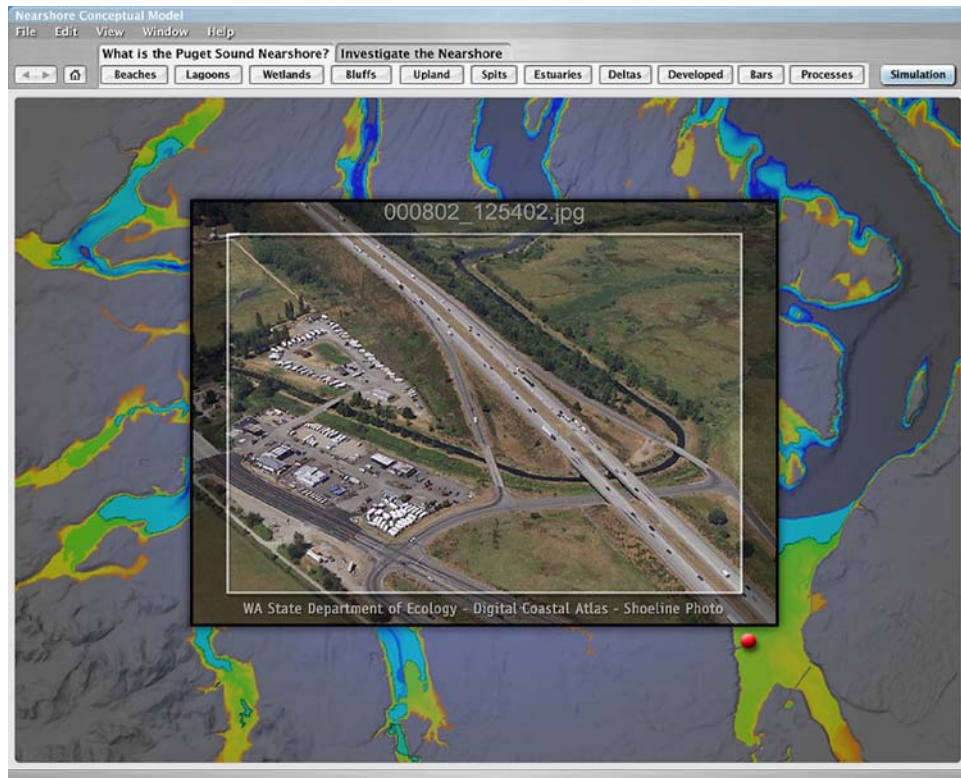 Nearshore Conceptual Model
File Edit View Window Help
What is the Puget Sound Nearshore? Investigate the Nearshore
Beaches Lagoons Wetlands Bluffs Upland Spits Estuaries Deltas Developed Bars Processes Simulation
000802_125402.jpg
WA State Department of Ecology - Digital Coastal Atlas - Shoeline Photo